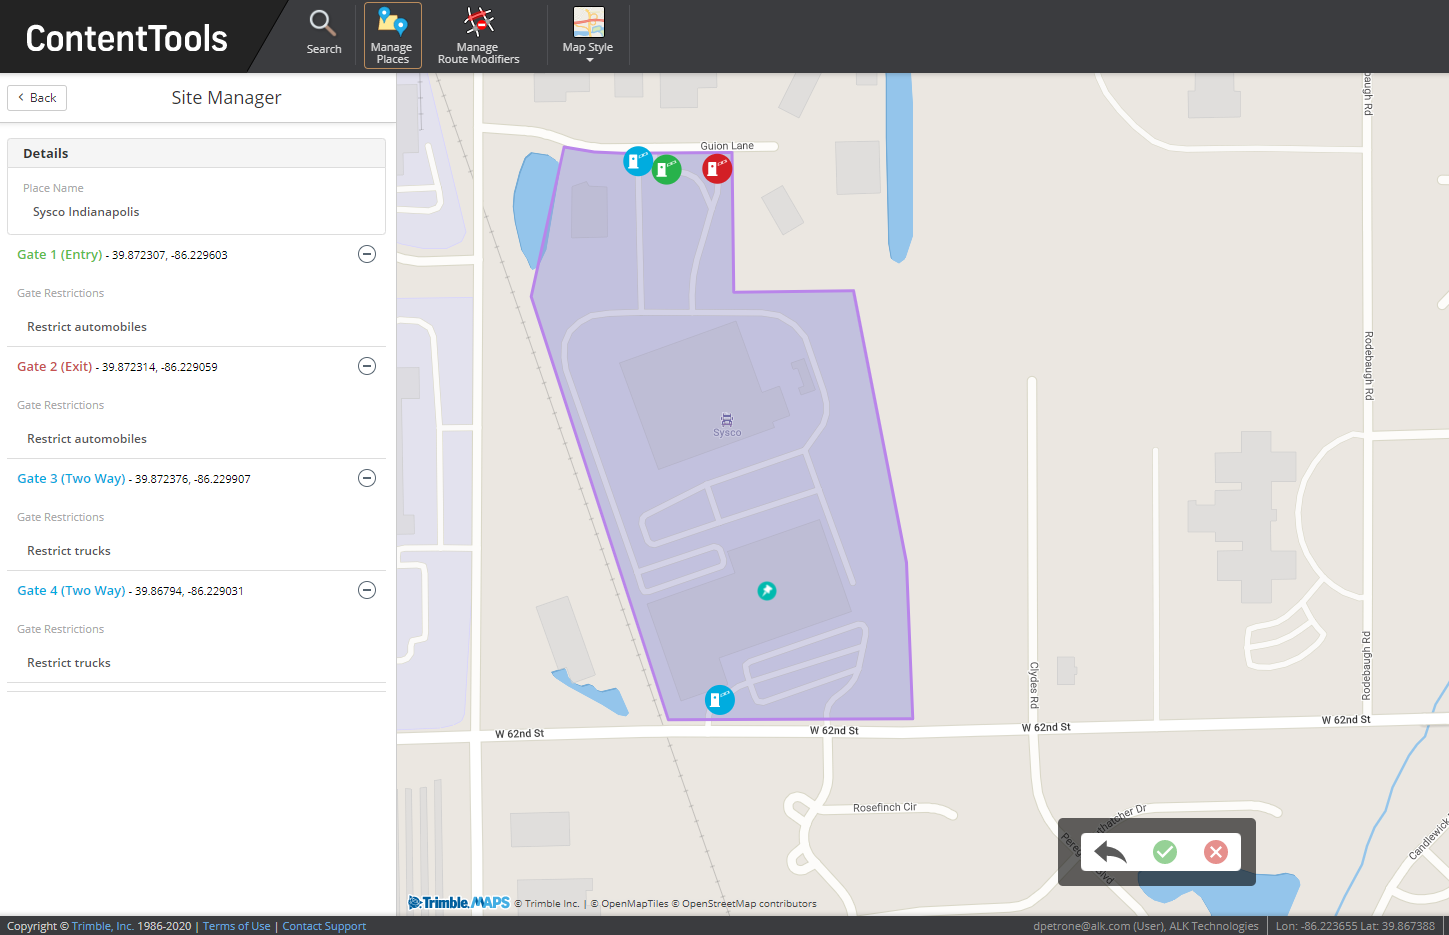 ContentTools
Search
Manage
Places
Manage
Route Modifiers
Map Style
Back
Site Manager
Details
Place Name
Sysco Indianapolis
Gate 1 (Entry) - 39.872307, -86.229603
Gate Restrictions
Restrict automobiles
Gate 2 (Exit) - 39.872314, -86.229059
Gate Restrictions
Restrict automobiles
Gate 3 (Two Way) - 39.872376, -86.229907
Gate Restrictions
Restrict trucks
Gate 4 (Two Way) - 39.86794, -86.229031
Gate Restrictions
Restrict trucks
Guion Lane
Rodebaugh Rd
Sysco
Clydes Rd
Rodebaugh Rd
W 62nd St
W 62nd St
W 62nd St
W 62nd St
Rosefinch Cir
Dr
Candlewick
Trimble MAPS © Trimble Inc. | © OpenMapTiles © OpenStreetMap contributors
Copyright © Trimble, Inc. 1986-2020 | Terms of Use | Contact Support
dpetrone@alk.com (User), ALK Technologies
Lon: -86.223655 Lat: 39.867388